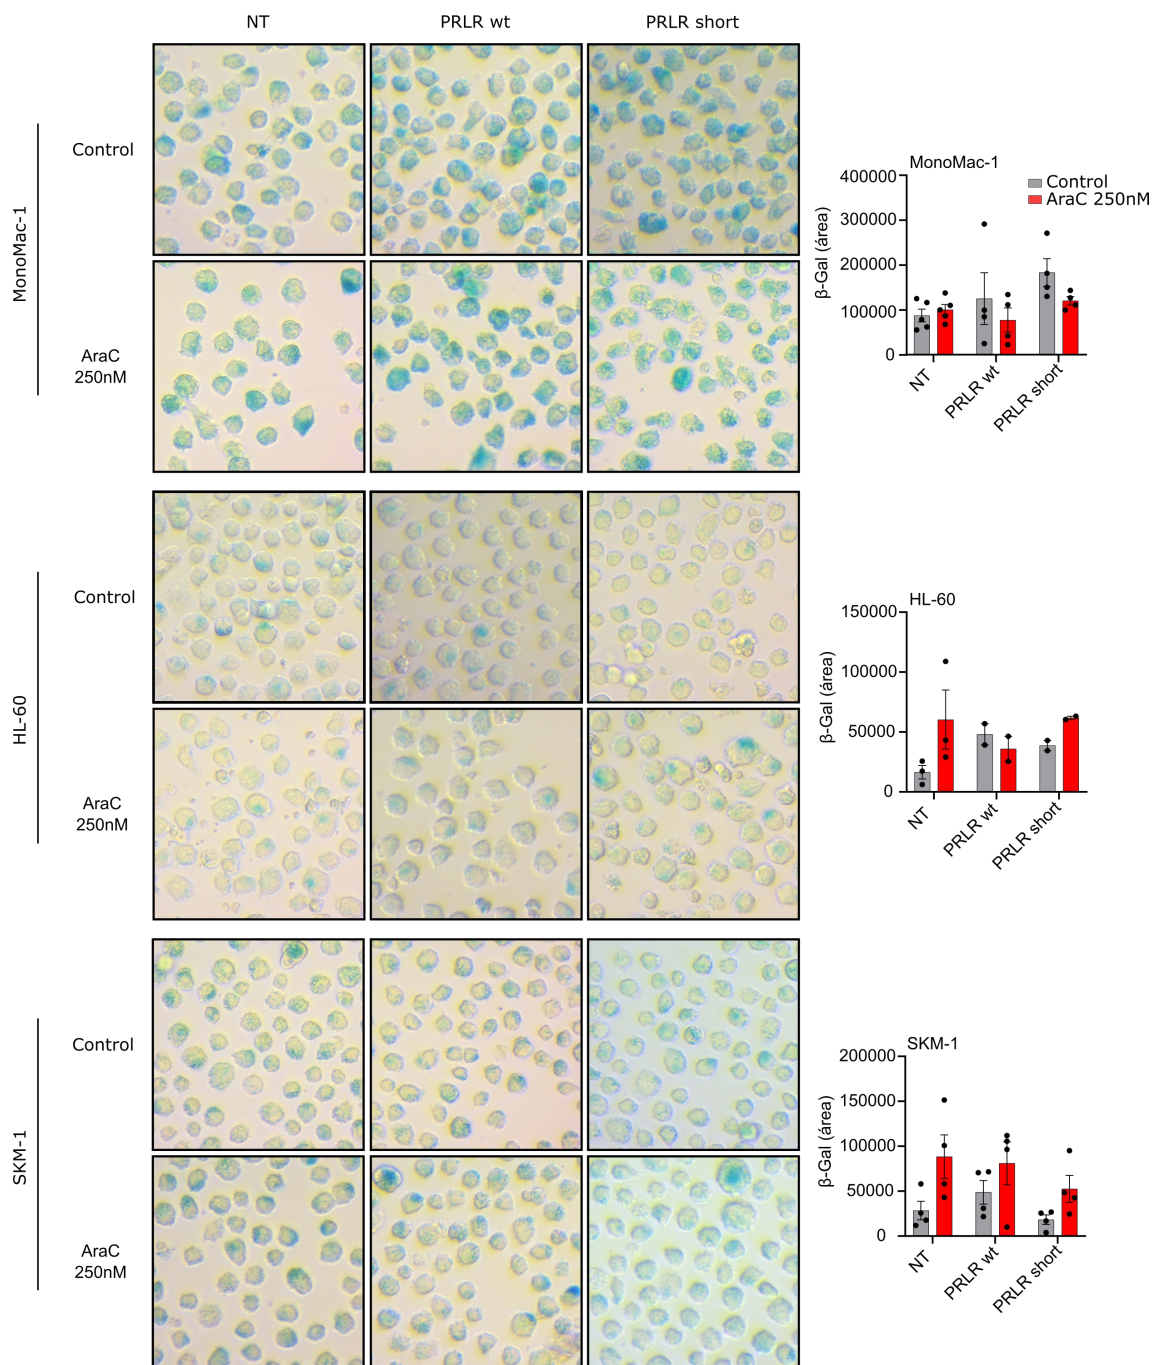 NT PRLR wt PRLR short
MonoMac-1
Control
AraC
250nM
MonoMac-1
Control
AraC 250nM
β-Gal (área)
400000
300000
200000
100000
0
NT
PRLR wt
PRLR short
HL-60
Control
AraC
250nM
HL-60
β-Gal (área)
150000
100000
50000
0
NT
PRLR wt
PRLR short
SKM-1
Control
AraC
250nM
SKM-1
β-Gal (área)
200000
150000
100000
50000
0
NT
PRLR wt
PRLR short